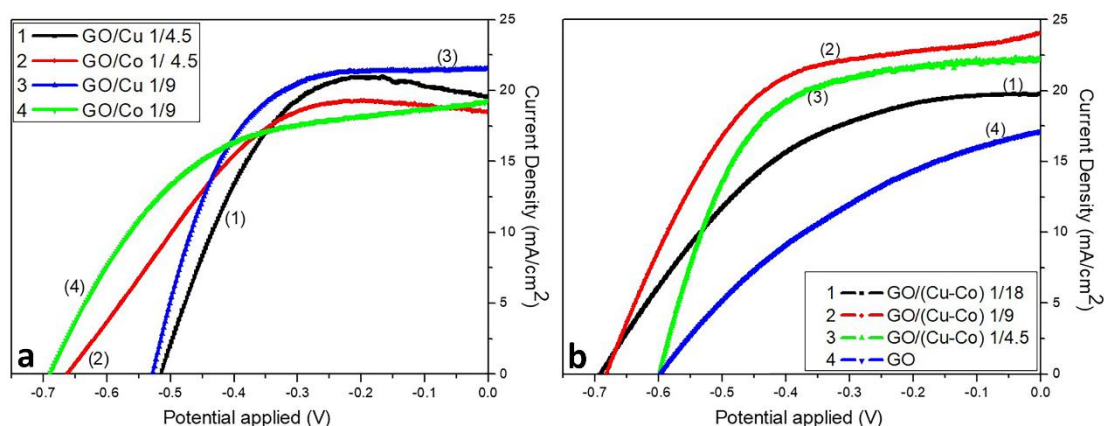 1 GO/Cu 1/4.5
2 GO/Co 1/ 4.5
3 GO/Cu 1/9
4 GO/Co 1/9
(3)
(1)
(4)
(2)
a
25
20
15
10
5
0
Current Density (mA/cm²)
-0.7 -0.6 -0.5 -0.4 -0.3 -0.2 -0.1 0.0
Potential applied (V)
(2)
(3)
(1)
(4)
1 GO/(Cu-Co) 1/18
2 GO/(Cu-Co) 1/9
3 GO/(Cu-Co) 1/4.5
4 GO
b
25
20
15
10
5
0
Current Density (mA/cm²)
-0.7 -0.6 -0.5 -0.4 -0.3 -0.2 -0.1 0.0
Potential applied (V)